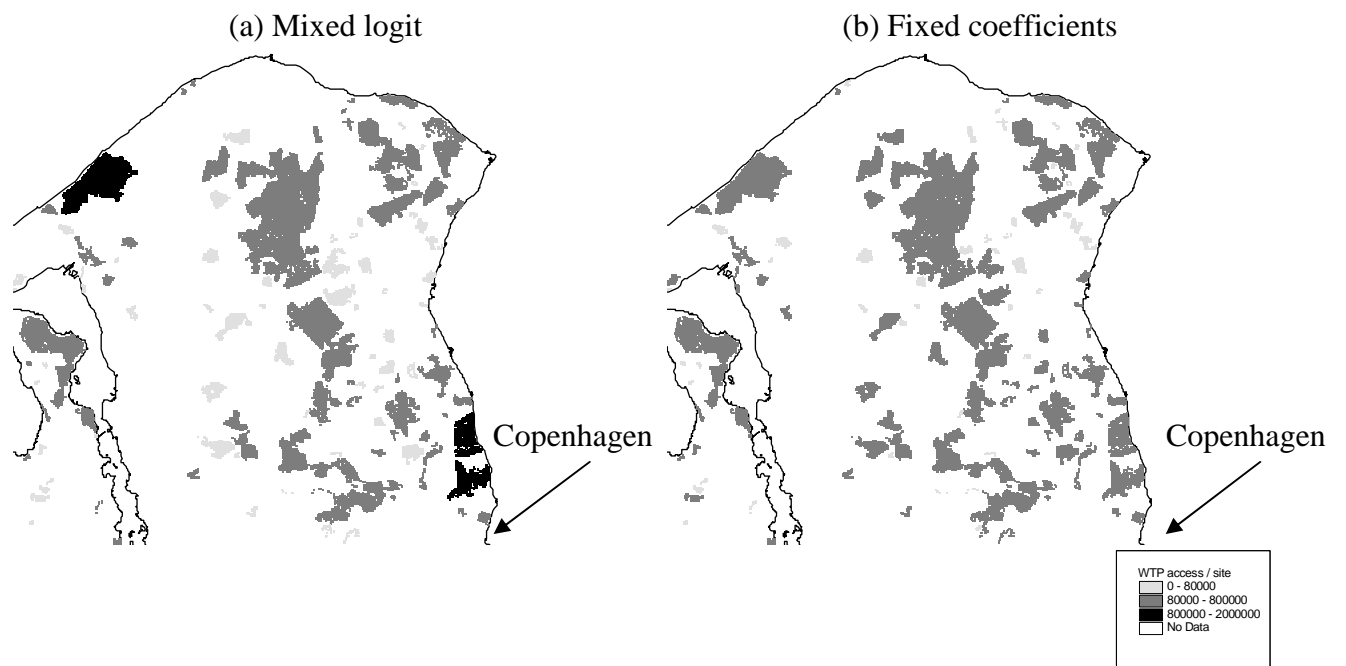 (a) Mixed logit
(b) Fixed coefficients
Copenhagen
Copenhagen
WTP access / site
0 - 80000
80000 - 800000
800000 - 2000000
No Data